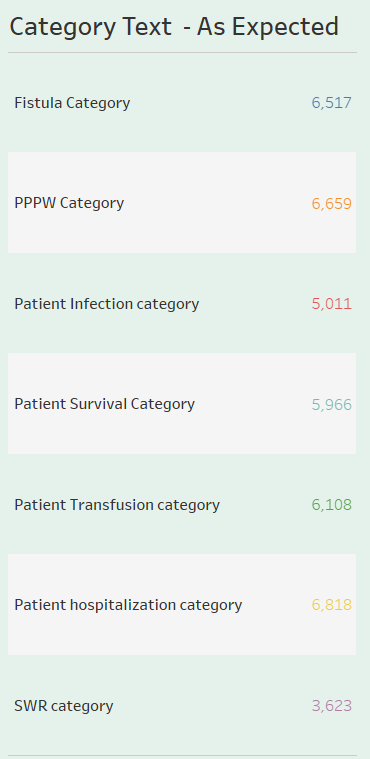 Category Text  - As Expected
Fistula Category 6,517
PPPW Category 6,659
Patient Infection category 5,011
Patient Survival Category 5,966
Patient Transfusion category 6,108
Patient hospitalization category 6,818
SWR category 3,623